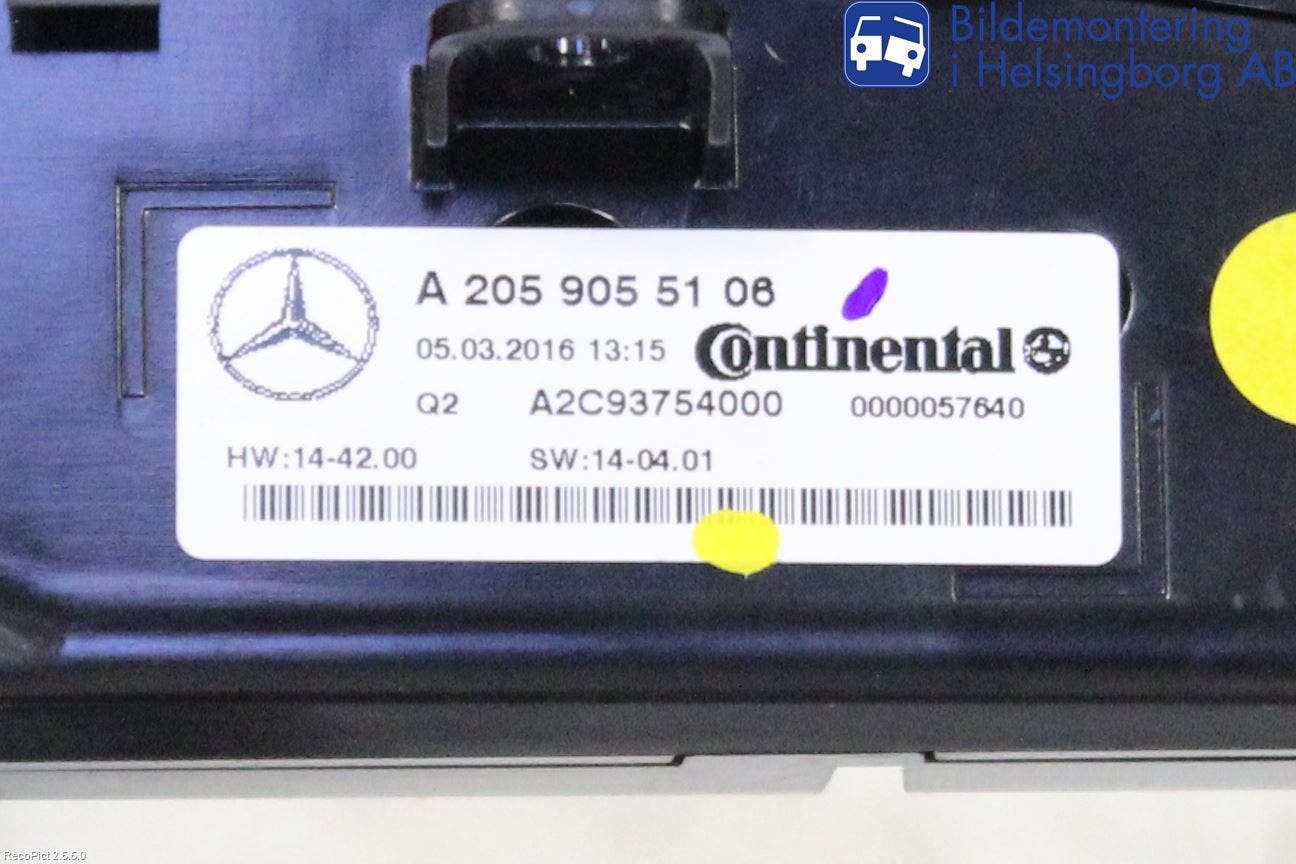 Bildemontering
i Helsingborg AB
A 205 905 51 06
05.03.2016 13:15 Continental
Q2 A2C93754000 0000057640
HW:14-42.00 SW:14-04.01
RecoPict 2.5.5.0